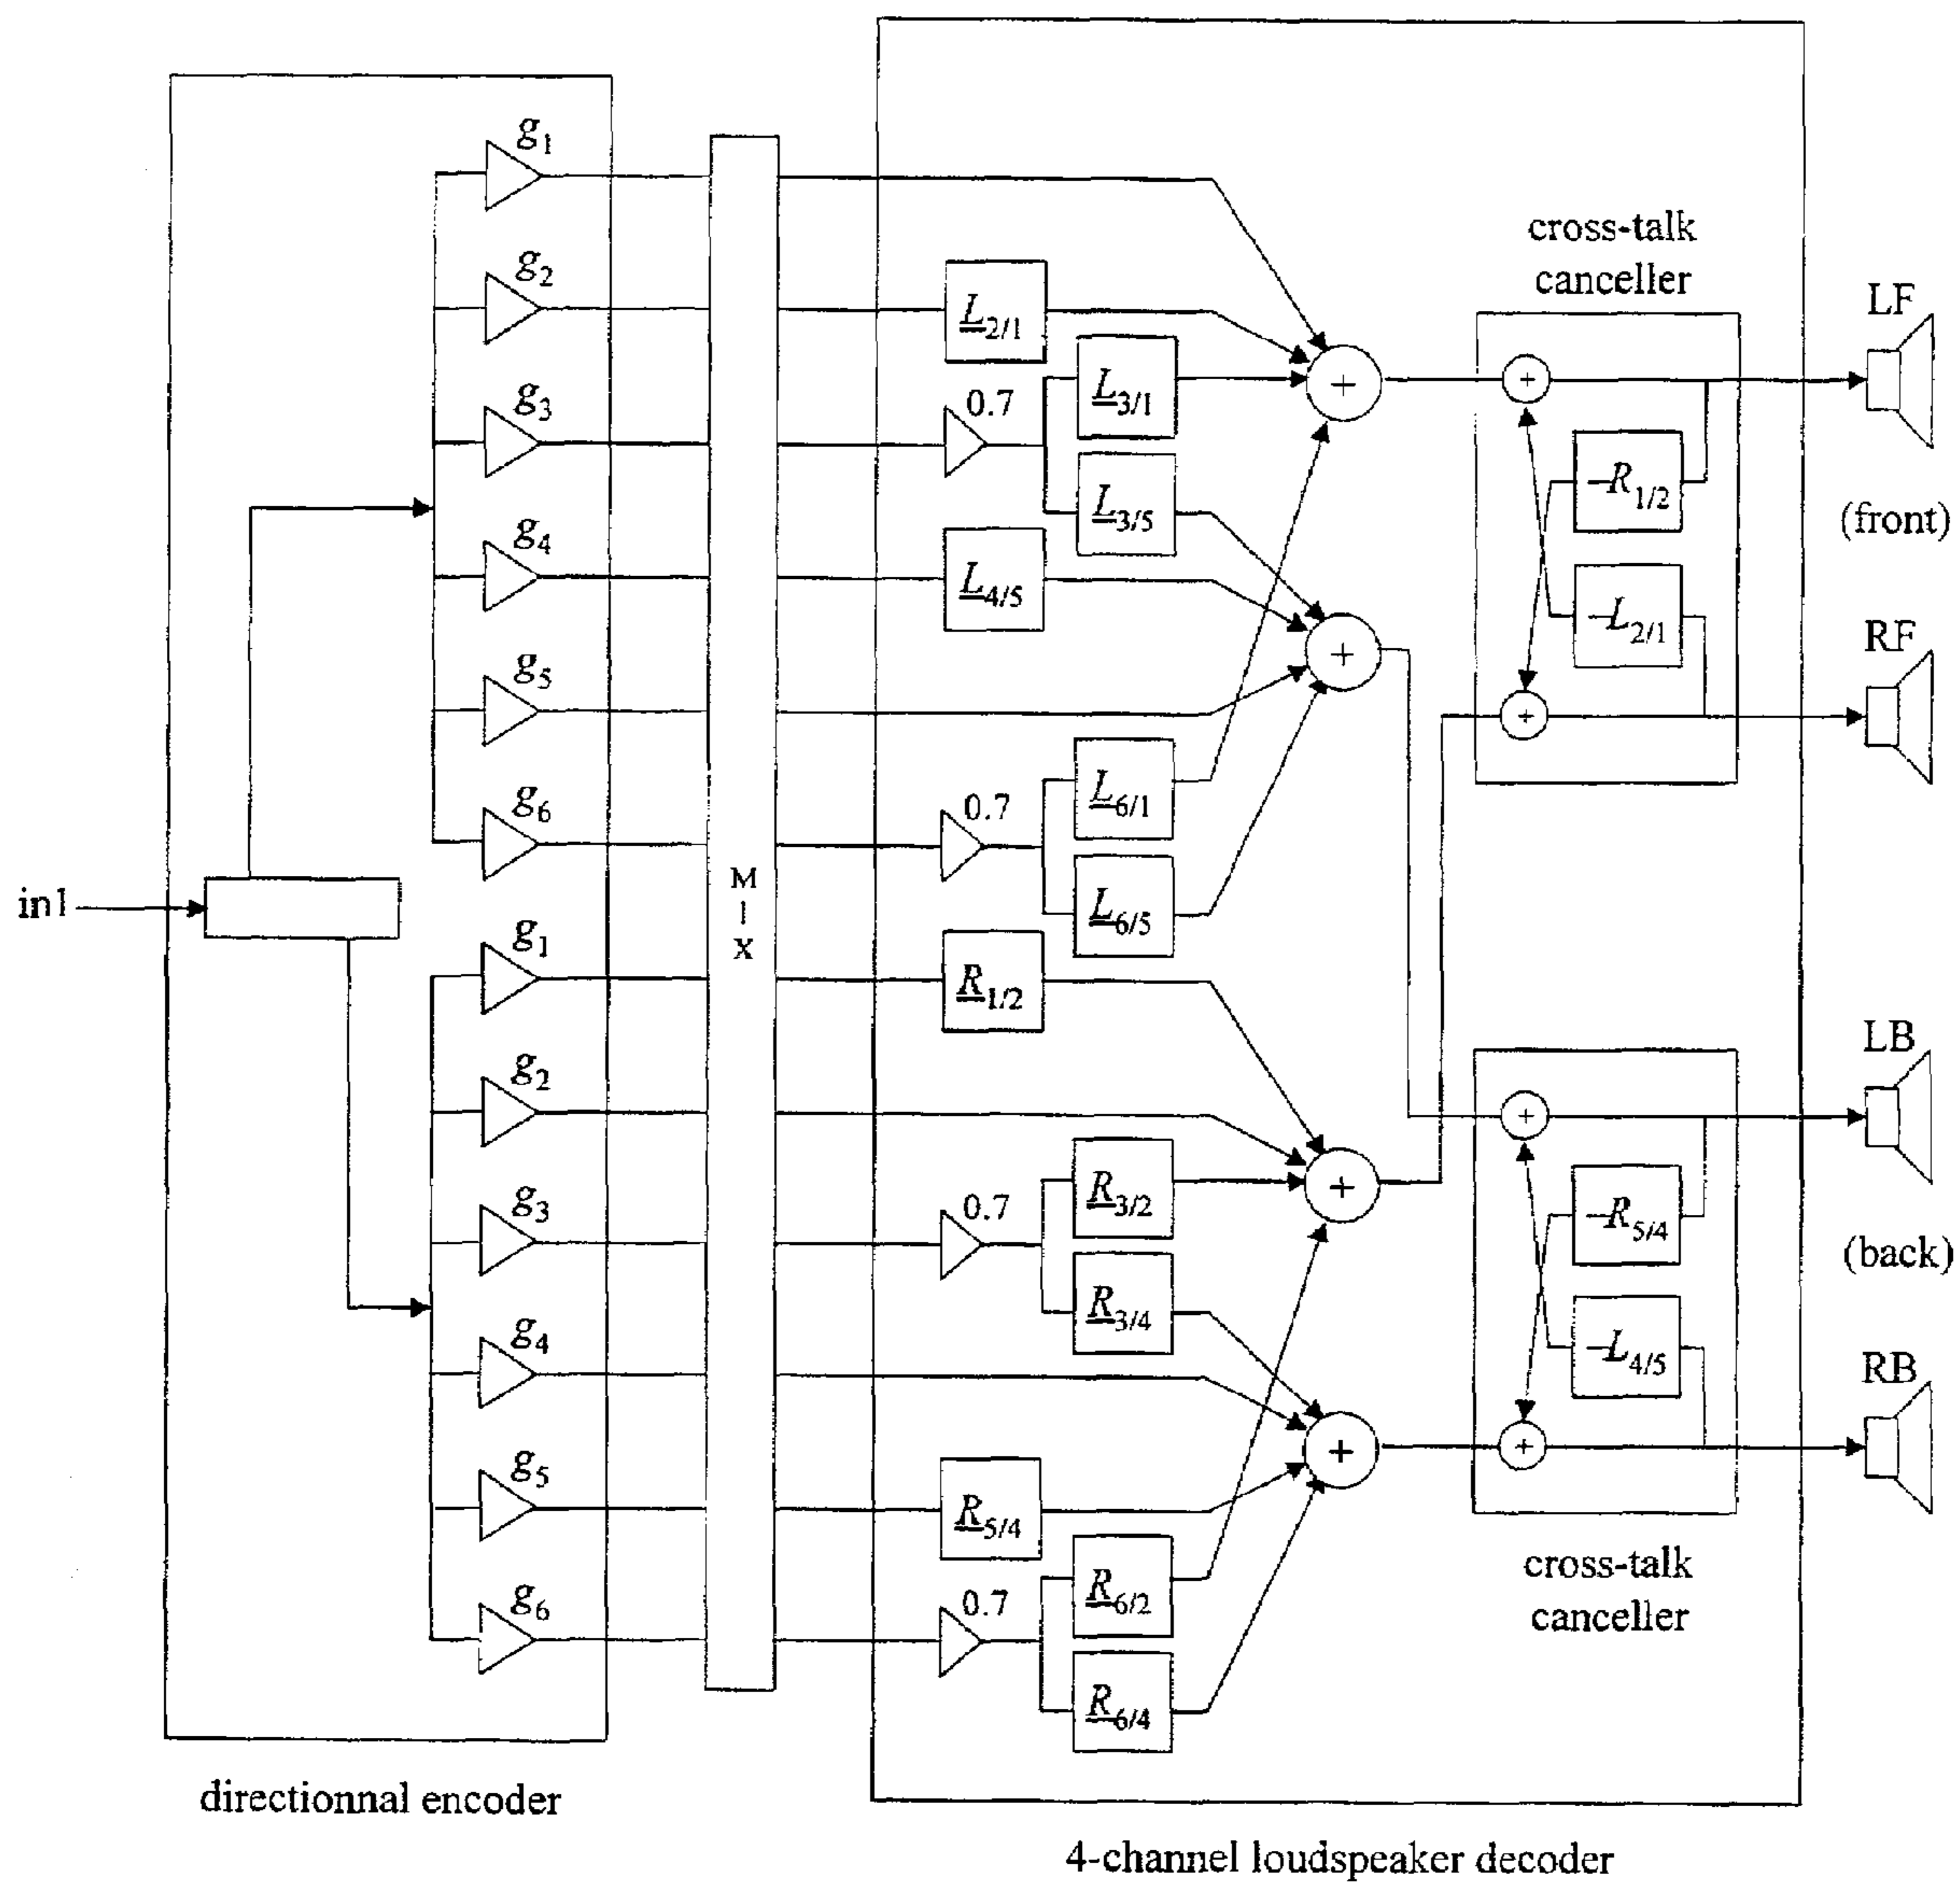 g1
g2
g3
g4
g5
g6
in1
g1
g2
g3
g4
g5
g6
directionnal encoder
M
I
X
L2/1
0.7
L3/1
L3/5
L4/5
0.7
L6/1
L6/5
R1/2
0.7
R3/2
R3/4
R5/4
0.7
R6/2
R6/4
+
+
+
+
cross-talk
canceller
+
-R1/2
-L2/1
+
+
-R5/4
-L4/5
+
cross-talk
canceller
LF
(front)
RF
LB
(back)
RB
4-channel loudspeaker decoder